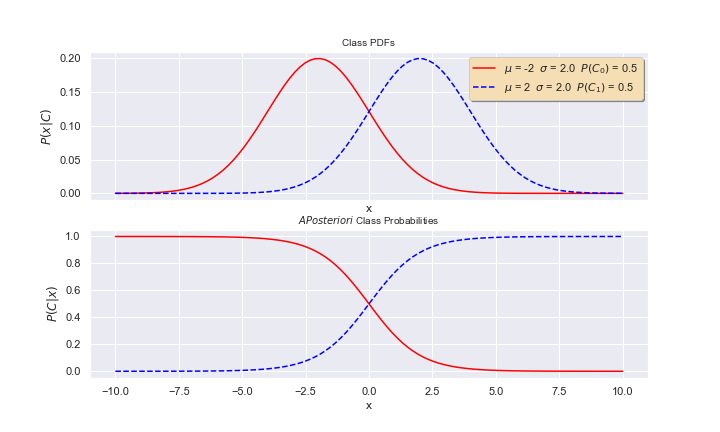 Class PDFs
0.20
0.15
0.10
0.05
0.00
P(x|C)
μ = -2 σ = 2.0 P(C₀) = 0.5
μ = 2 σ = 2.0 P(C₁) = 0.5
x
APosteriori Class Probabilities
1.0
0.8
0.6
0.4
0.2
0.0
P(C|x)
−10.0 −7.5 −5.0 −2.5 0.0 2.5 5.0 7.5 10.0
x